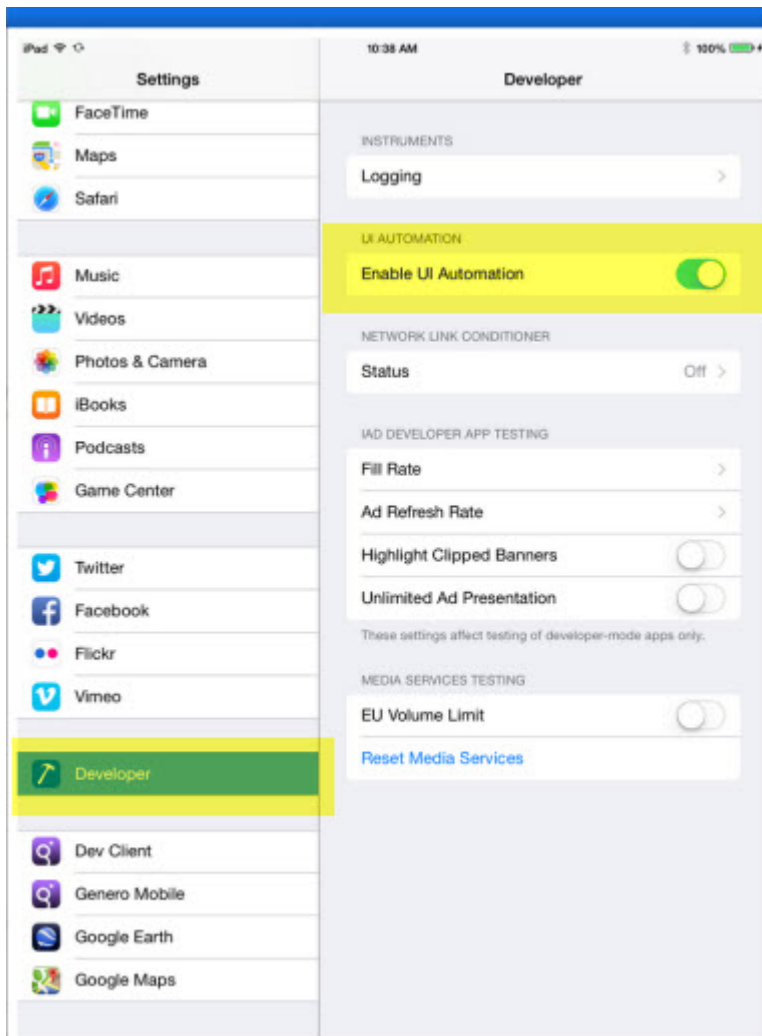 iPad
10:38 AM
100%
Settings
Developer
FaceTime
Maps
Safari
Music
Videos
Photos & Camera
iBooks
Podcasts
Game Center
Twitter
Facebook
Flickr
Vimeo
Developer
Dev Client
Genero Mobile
Google Earth
Google Maps
INSTRUMENTS
Logging
UI AUTOMATION
Enable UI Automation
NETWORK LINK CONDITIONER
Status Off
IAD DEVELOPER APP TESTING
Fill Rate
Ad Refresh Rate
Highlight Clipped Banners
Unlimited Ad Presentation
These settings affect testing of developer-mode apps only.
MEDIA SERVICES TESTING
EU Volume Limit
Reset Media Services